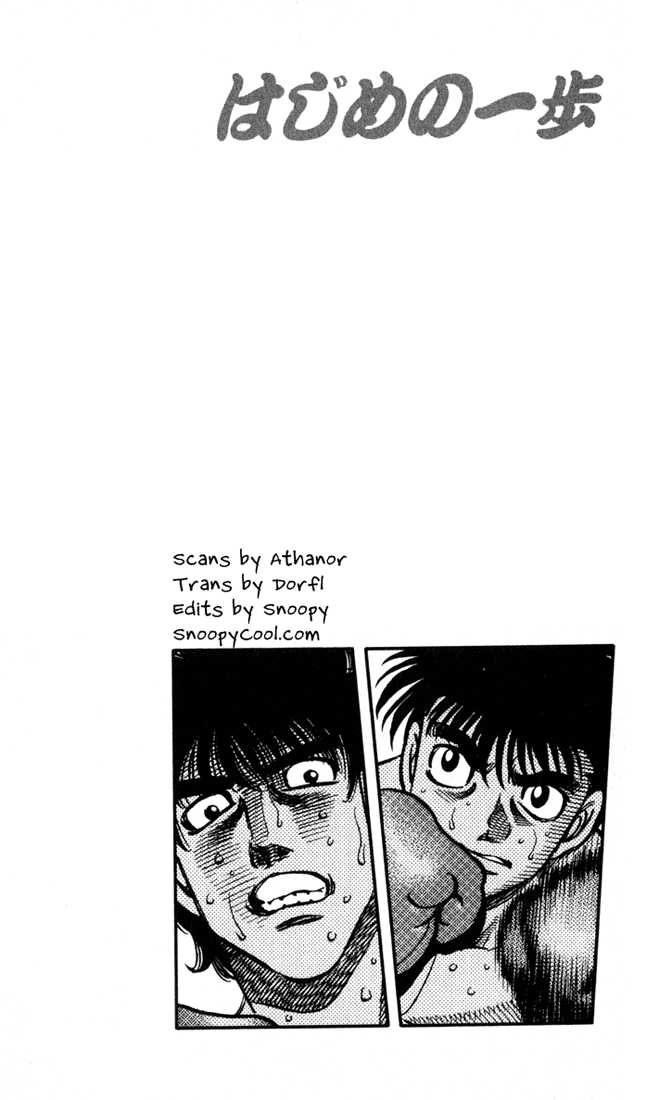 はじめの一歩
Scans by Athanor
Trans by Dorfl
Edits by Snoopy
SnoopyCool.com